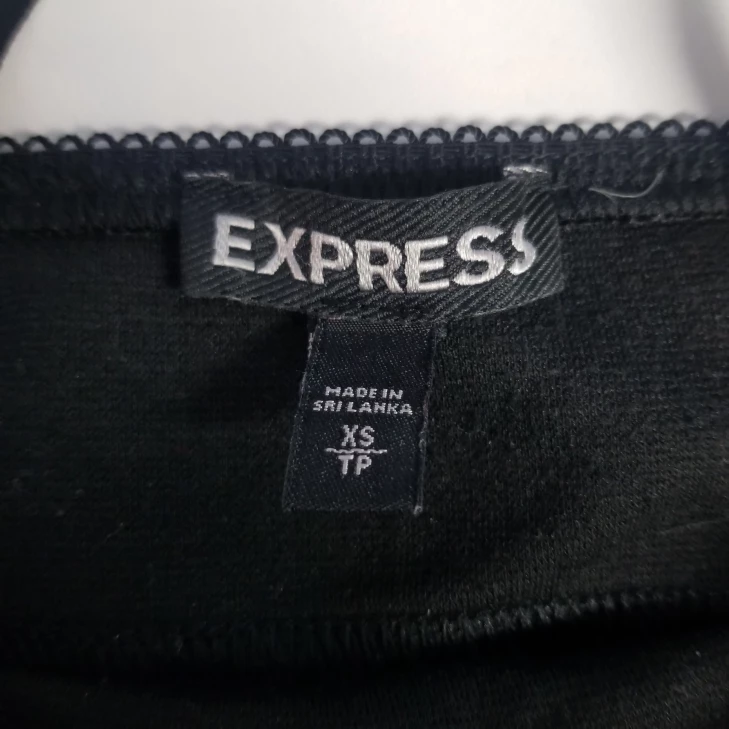 EXPRESS
MADE IN
SRI LANKA
XS
TP